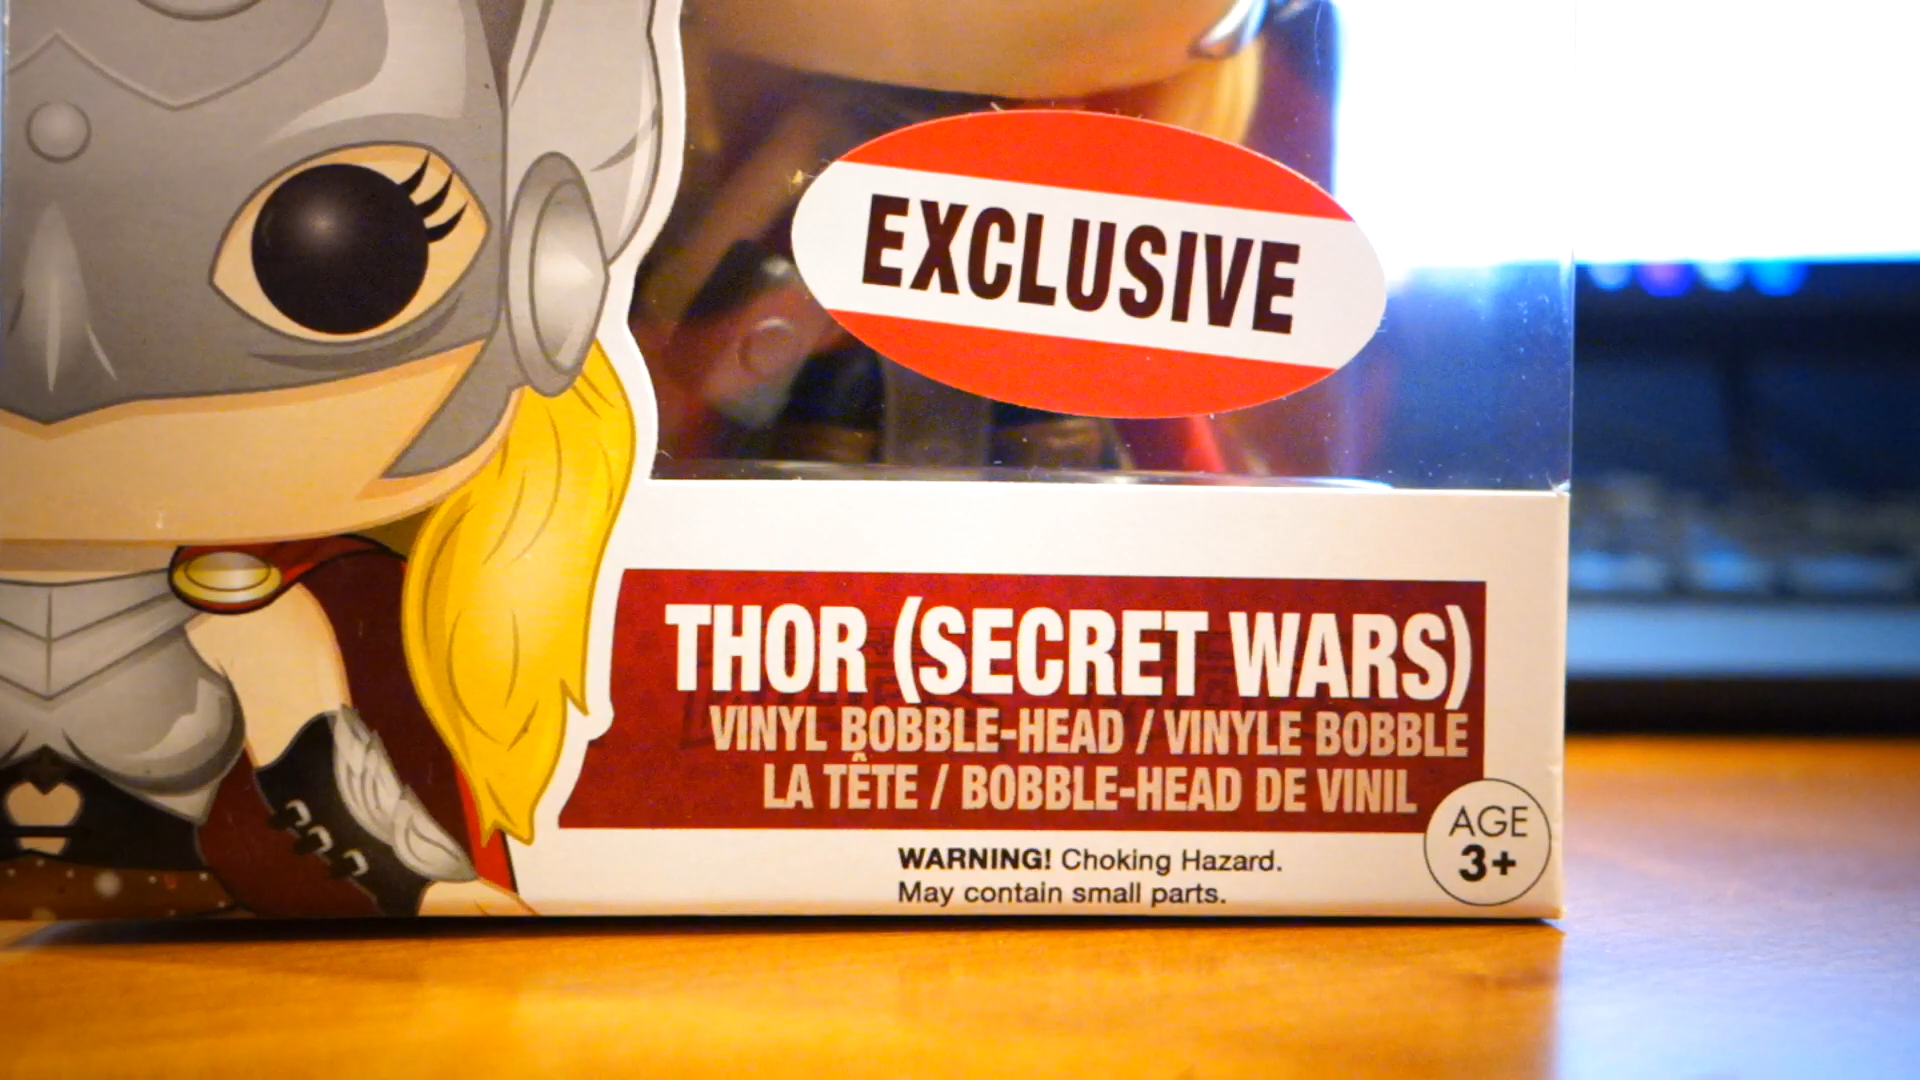 EXCLUSIVE
THOR (SECRET WARS)
VINYL BOBBLE-HEAD / VINYLE BOBBLE
LA TÊTE / BOBBLE-HEAD DE VINIL
AGE
3+
WARNING! Choking Hazard.
May contain small parts.